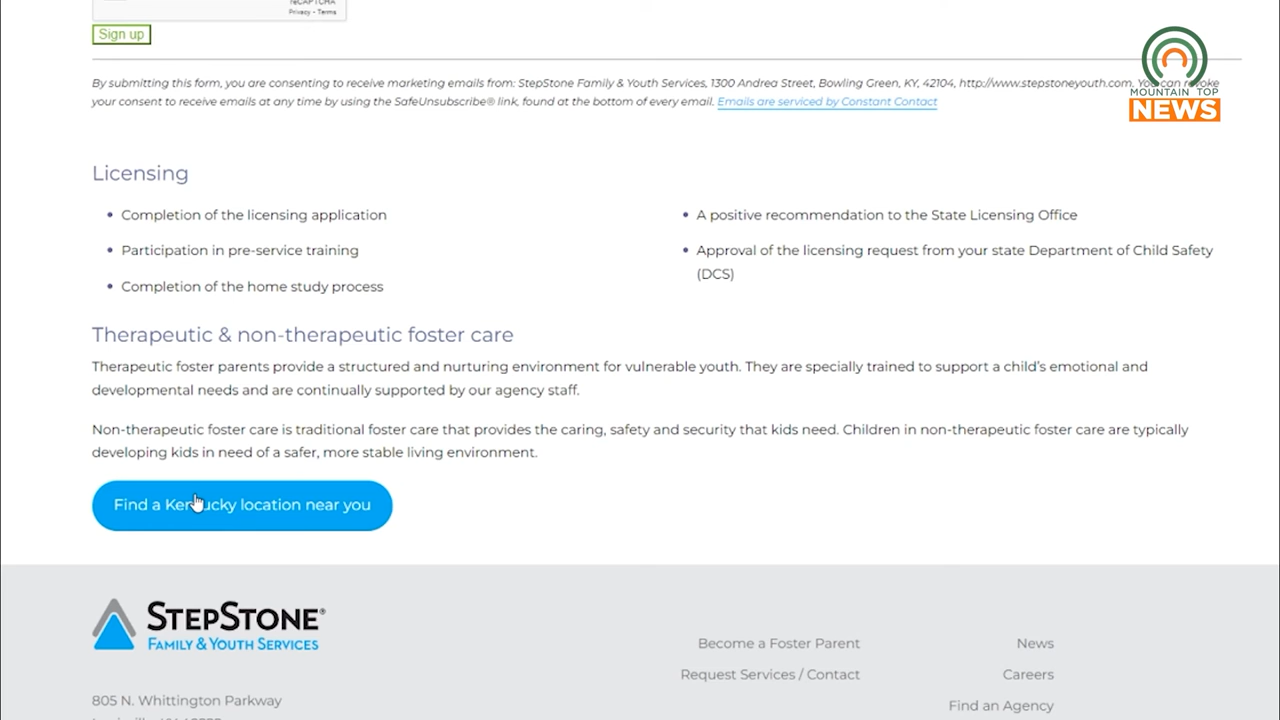 reCAPTCHA
Privacy - Terms
Sign up
By submitting this form, you are consenting to receive marketing emails from: StepStone Family & Youth Services, 1300 Andrea Street, Bowling Green, KY, 42104, http://www.stepstoneyouth.com. You can revoke
your consent to receive emails at any time by using the SafeUnsubscribe® link, found at the bottom of every email. Emails are serviced by Constant Contact
MOUNTAIN TOP
NEWS
Licensing
• Completion of the licensing application
• Participation in pre-service training
• Completion of the home study process
• A positive recommendation to the State Licensing Office
• Approval of the licensing request from your state Department of Child Safety
(DCS)
Therapeutic & non-therapeutic foster care
Therapeutic foster parents provide a structured and nurturing environment for vulnerable youth. They are specially trained to support a child's emotional and
developmental needs and are continually supported by our agency staff.
Non-therapeutic foster care is traditional foster care that provides the caring, safety and security that kids need. Children in non-therapeutic foster care are typically
developing kids in need of a safer, more stable living environment.
Find a Kentucky location near you
STEPSTONE®
FAMILY & YOUTH SERVICES
805 N. Whittington Parkway
Become a Foster Parent
Request Services / Contact
News
Careers
Find an Agency